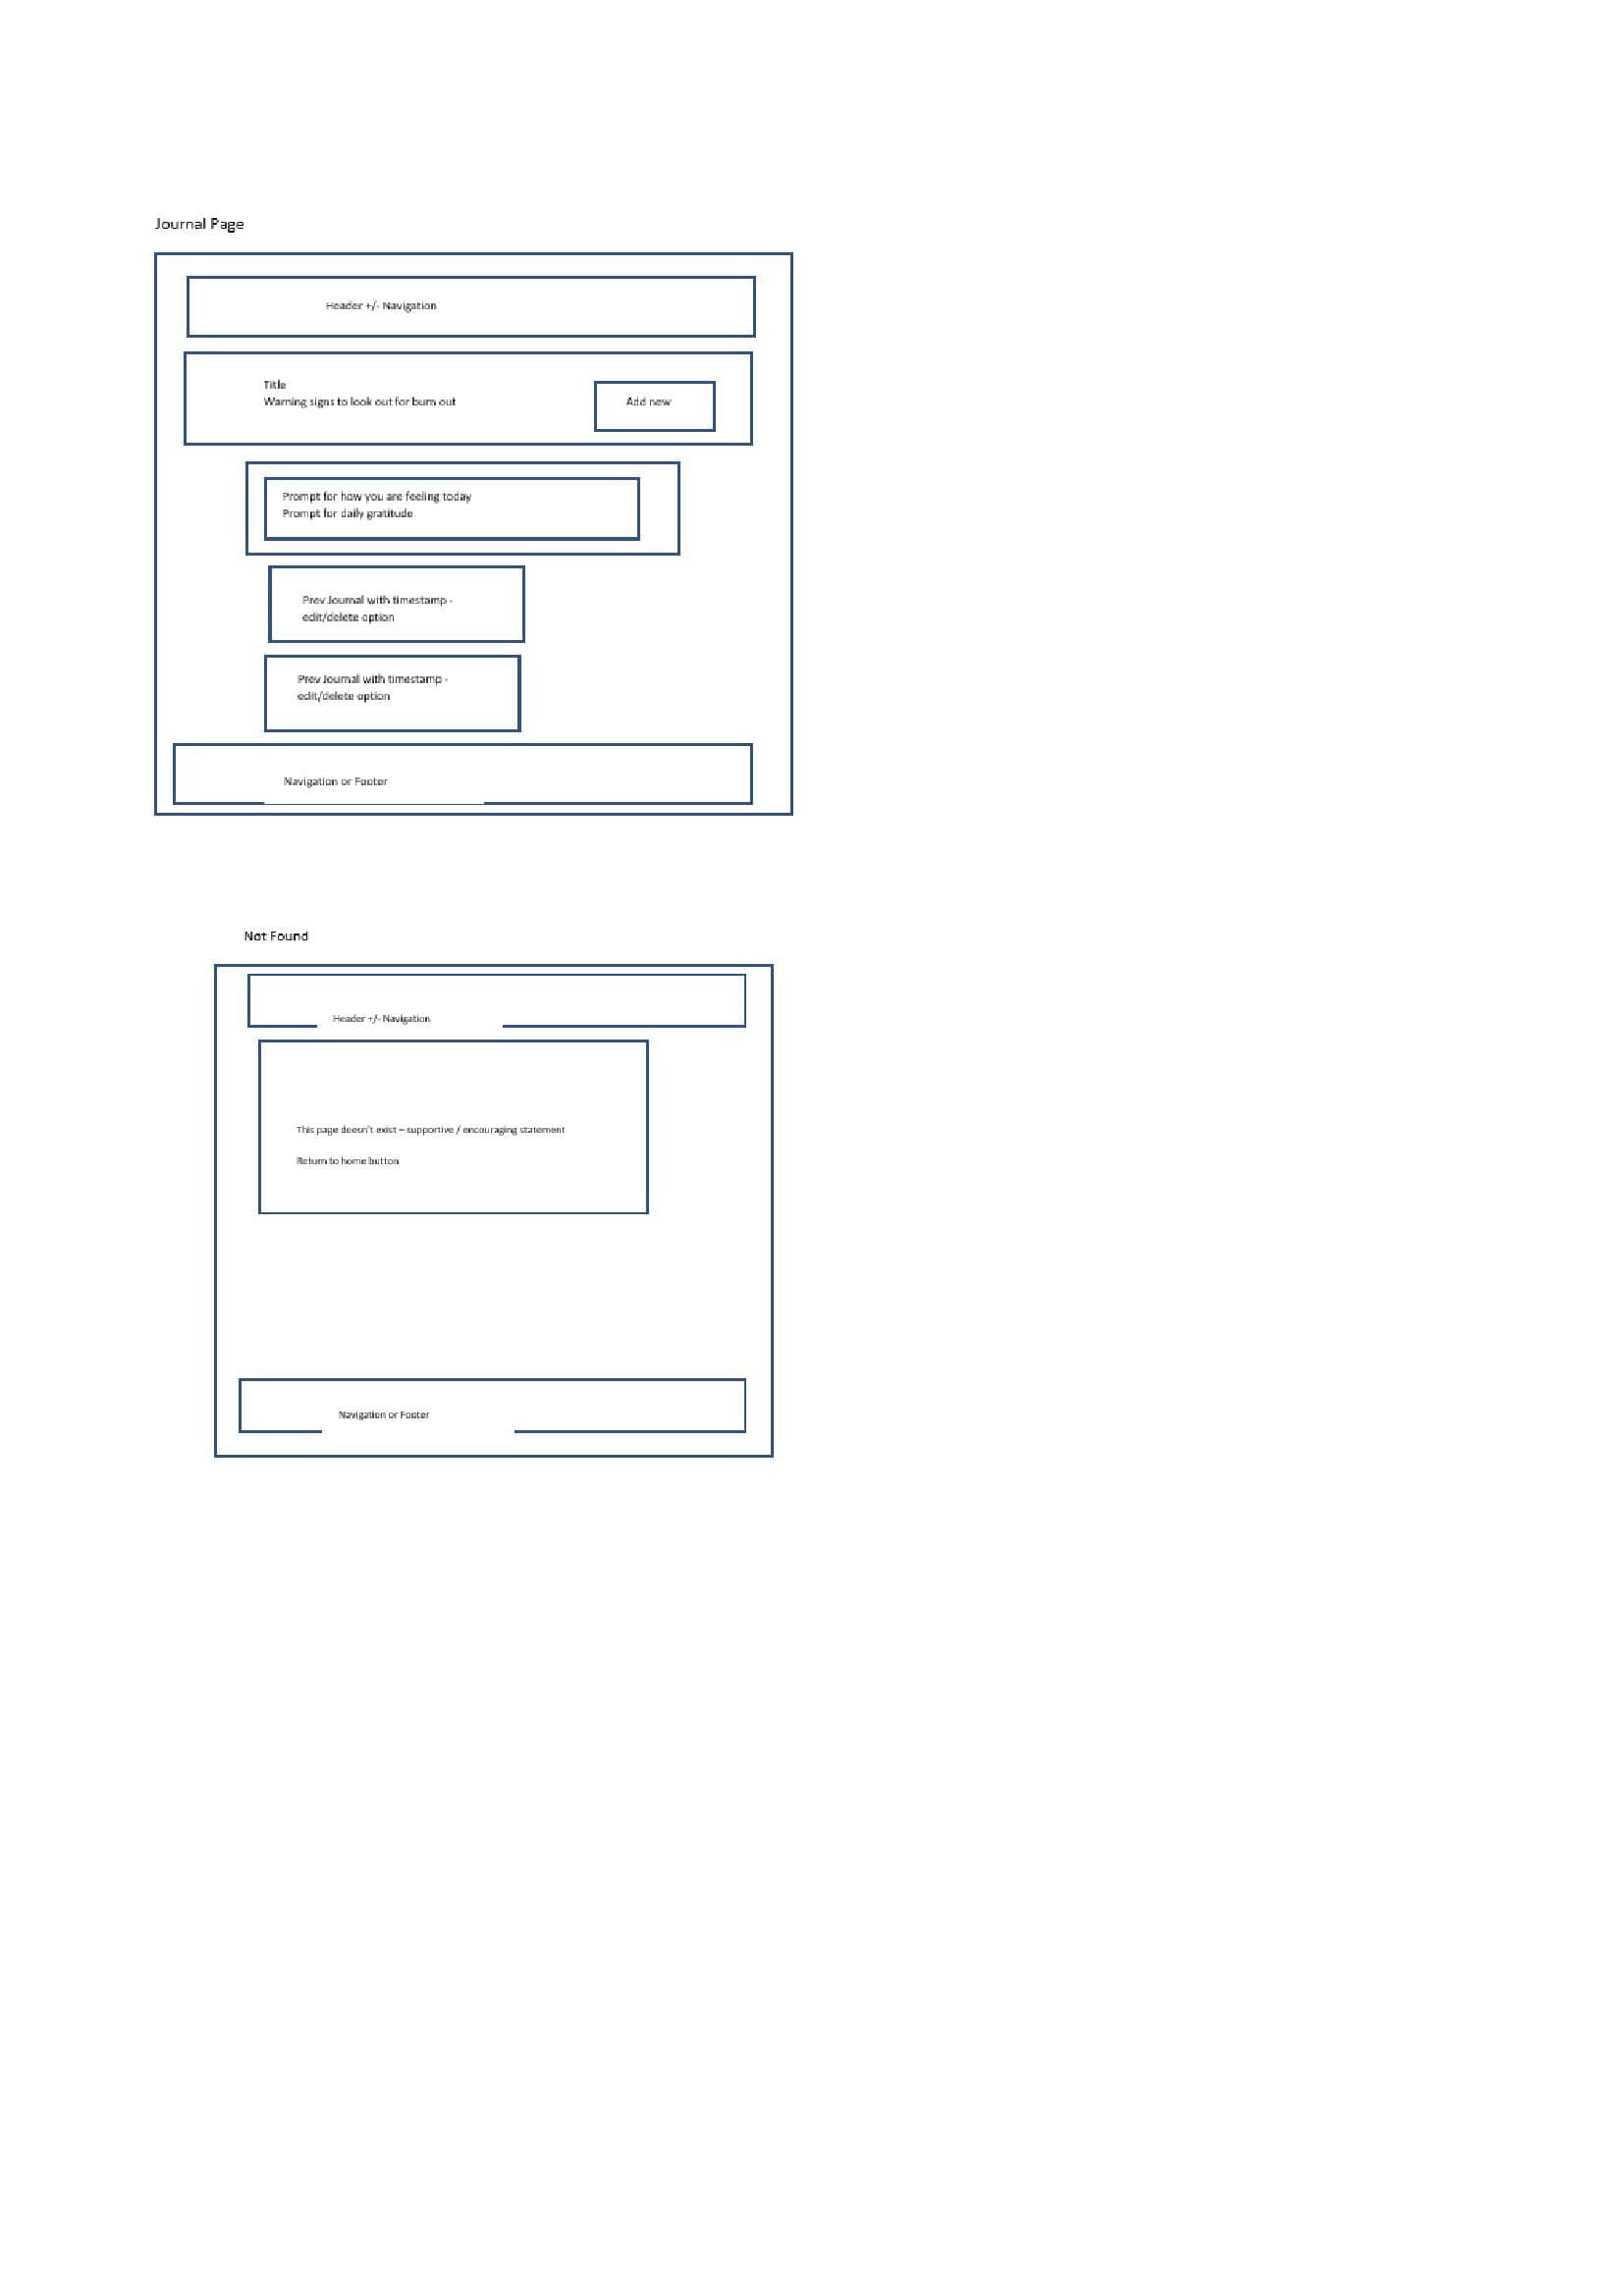 Journal Page
Header +/- Navigation
Title
Warning signs to look out for burn out
Add new
Prompt for how you are feeling today
Prompt for daily gratitude
Prev Journal with timestamp -
edit/delete option
Prev Journal with timestamp -
edit/delete option
Navigation or Footer
Not Found
Header +/- Navigation
This page doesn't exist – supportive / encouraging statement
Return to home button
Navigation or Footer